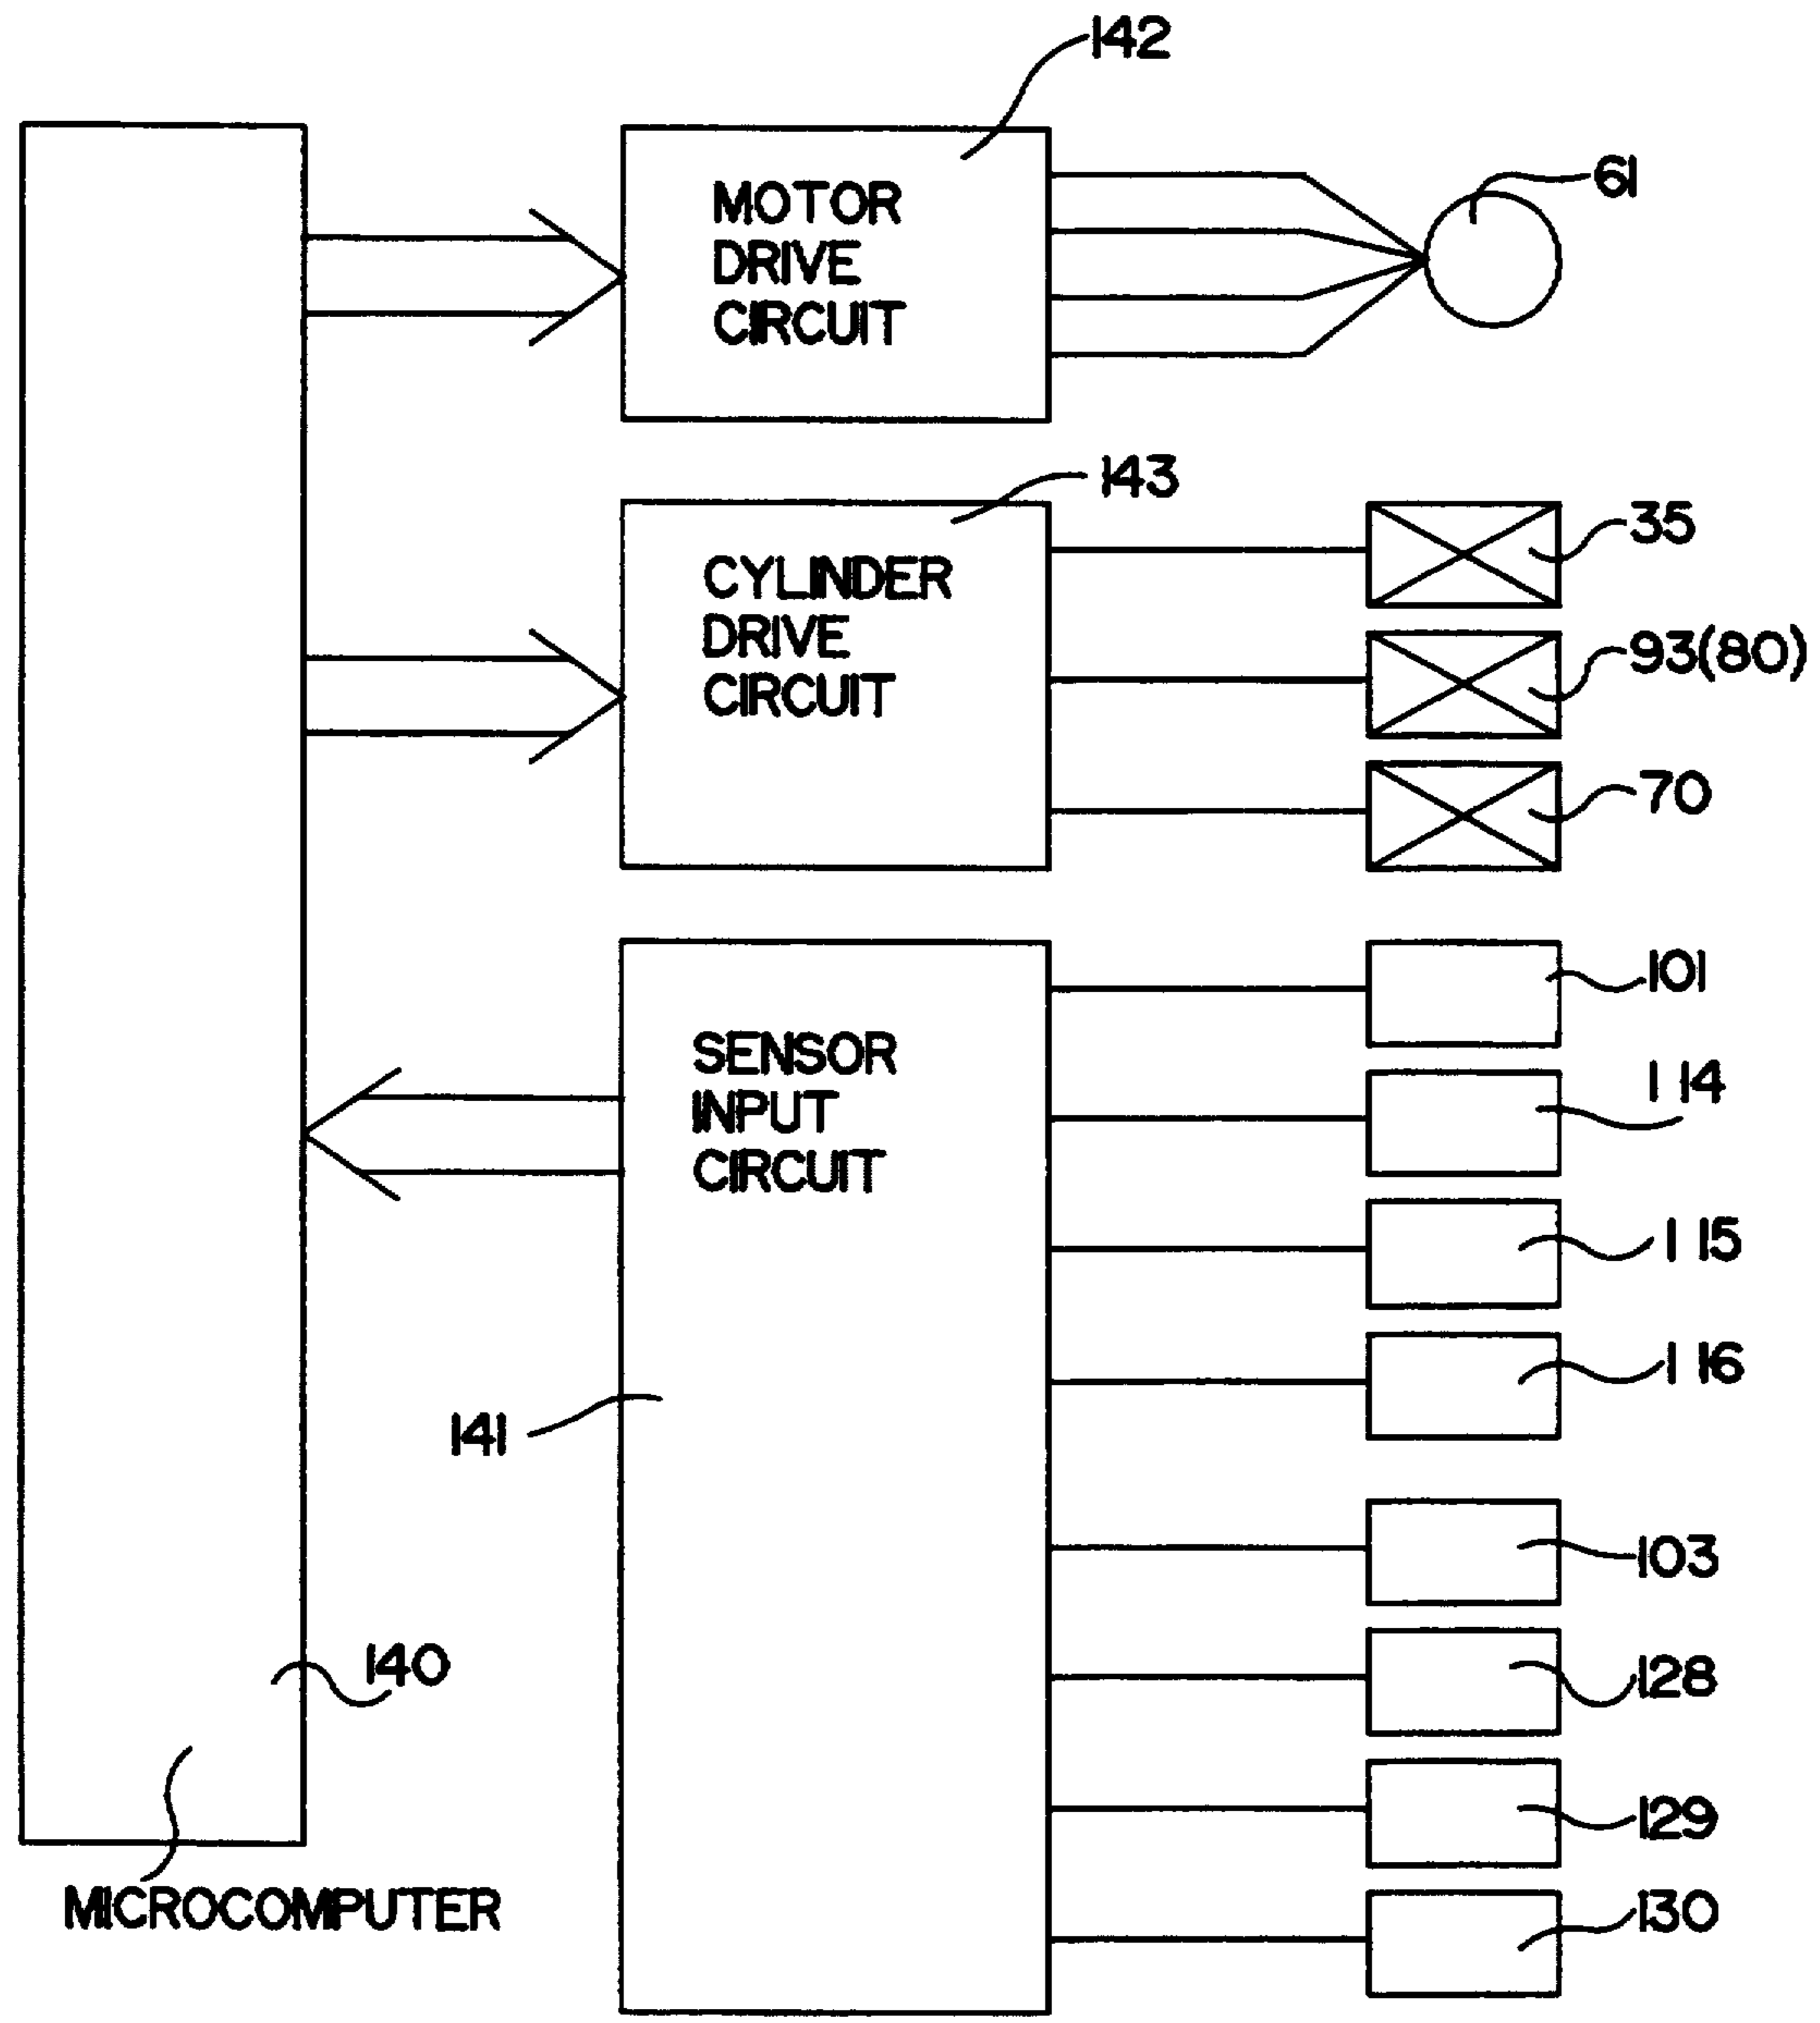 142
MOTOR
DRIVE
CIRCUIT
61
143
CYLINDER
DRIVE
CIRCUIT
35
93(80)
70
SENSOR
INPUT
CIRCUIT
101
114
115
116
141
103
140
128
129
MICROCOMPUTER
130